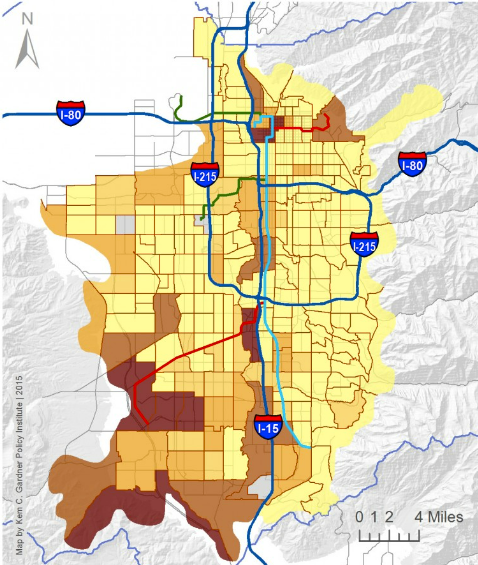 N
I-80
I-215
I-80
I-215
I-15
0 1 2 4 Miles
Map by Kem C. Gardner Policy Institute | 2015